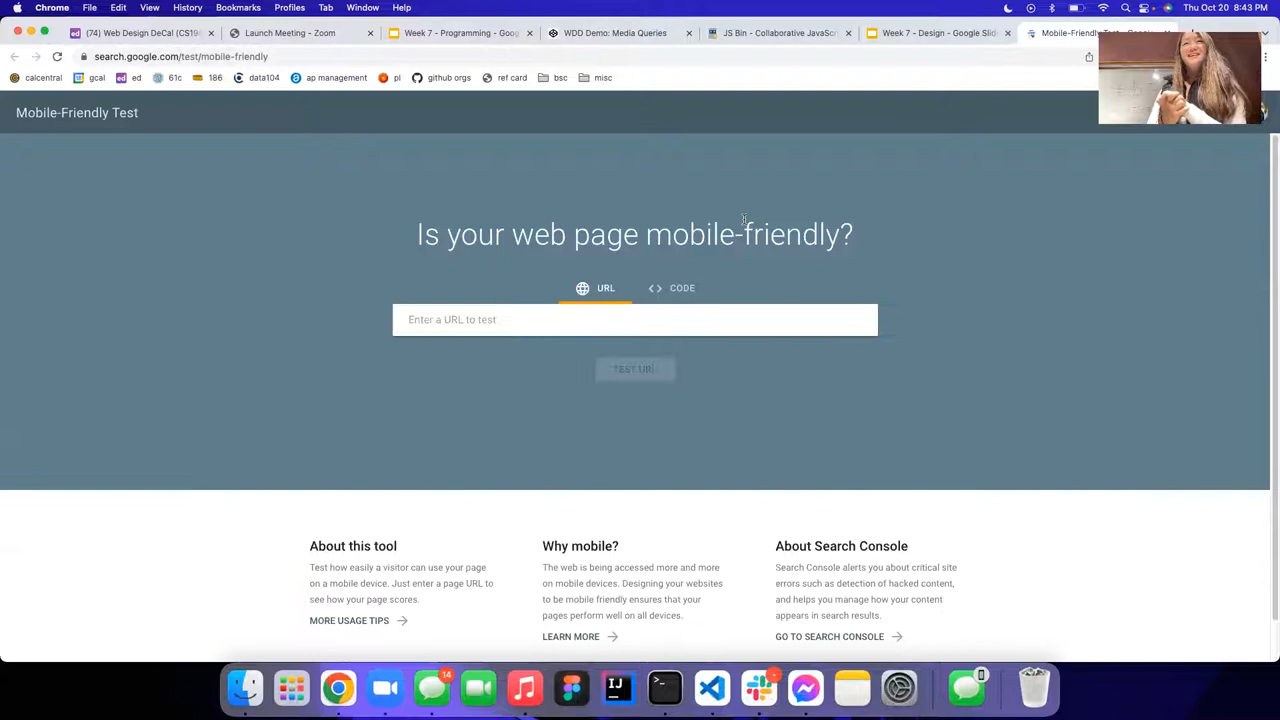 Chrome File Edit View History Bookmarks Profiles Tab Window Help
Thu Oct 20 8:43 PM
(74) Web Design DeCal (CS198
Launch Meeting - Zoom
Week 7 - Programming - Goog
WDD Demo: Media Queries
JS Bin - Collaborative JavaScr
Week 7 - Design - Google Slid
Mobile-Friendly Test
search.google.com/test/mobile-friendly
calcentral gcal ed 61c 186 data104 ap management pl github orgs ref card bsc misc
Mobile-Friendly Test
Is your web page mobile-friendly?
URL CODE
Enter a URL to test
TEST URL
About this tool
Test how easily a visitor can use your page
on a mobile device. Just enter a page URL to
see how your page scores.
MORE USAGE TIPS
Why mobile?
The web is being accessed more and more
on mobile devices. Designing your websites
to be mobile friendly ensures that your
pages perform well on all devices.
LEARN MORE
About Search Console
Search Console alerts you about critical site
errors such as detection of hacked content,
and helps you manage how your content
appears in search results.
GO TO SEARCH CONSOLE
14
IJ